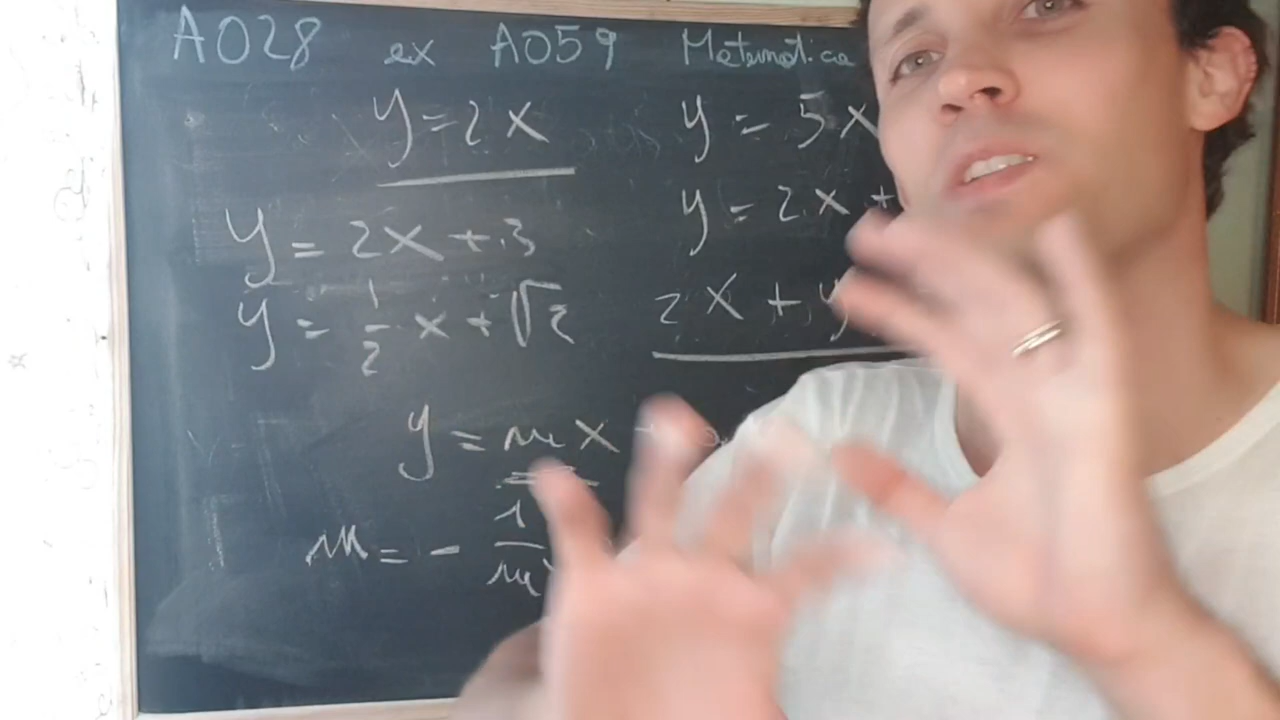 A028 ex A059 Matematica
y = 2x
y = 5x
y = 2x +
y = 2x + 3
y = 1/2 x + √2
2x + y
y = mx
m = - 1/m'